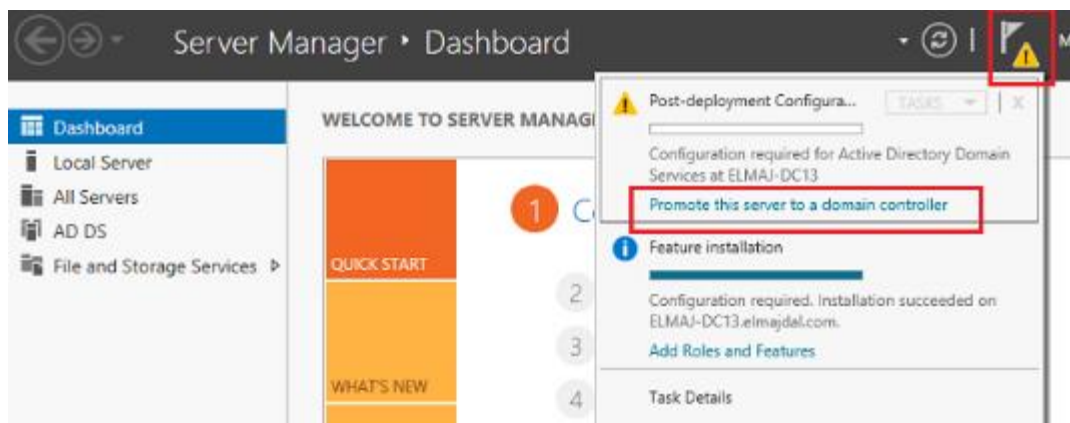 Server Manager • Dashboard
Dashboard
Local Server
All Servers
AD DS
File and Storage Services
WELCOME TO SERVER MANAG
QUICK START
WHAT'S NEW
1
2
3
4
Post-deployment Configura...
TASKS
X
Configuration required for Active Directory Domain
Services at ELMAJ-DC13
Promote this server to a domain controller
Feature installation
Configuration required. Installation succeeded on
ELMAJ-DC13.elmajdal.com.
Add Roles and Features
Task Details